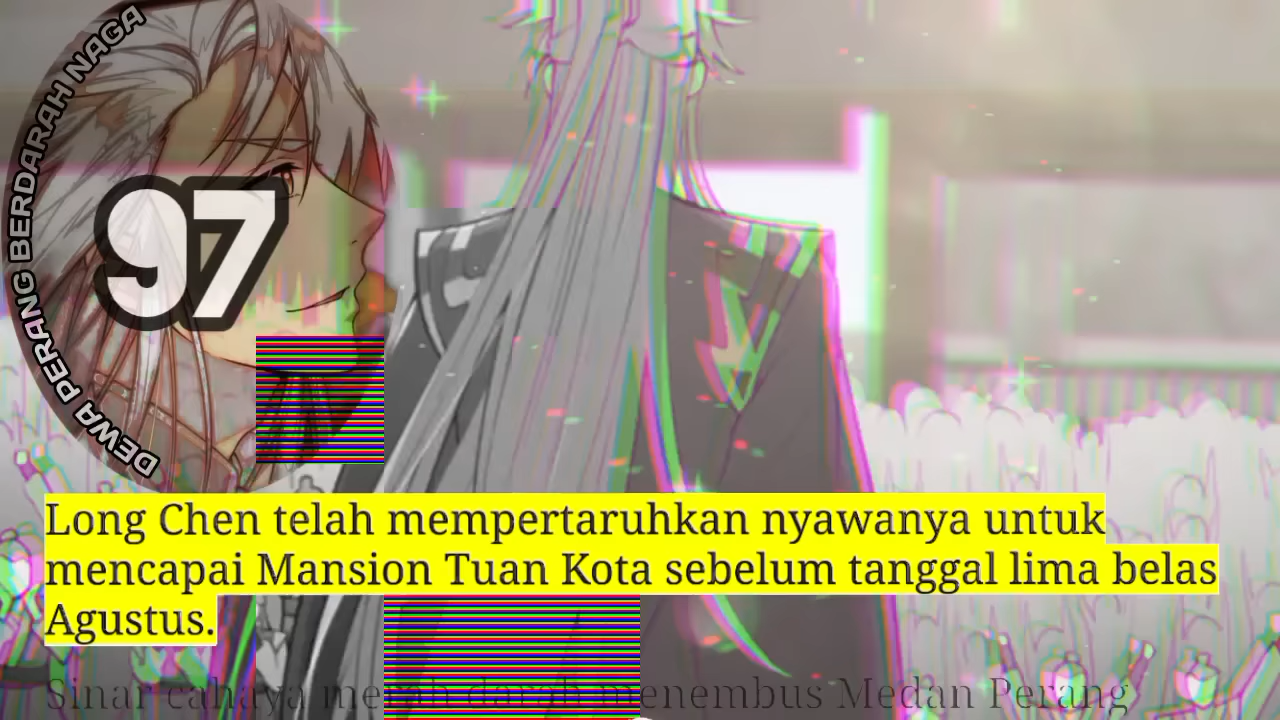 DEWA PERANG BERDARAH NAGA
97
Long Chen telah mempertaruhkan nyawanya untuk
mencapai Mansion Tuan Kota sebelum tanggal lima belas
Agustus.
Sinar cahaya merah darah menembus Medan Perang